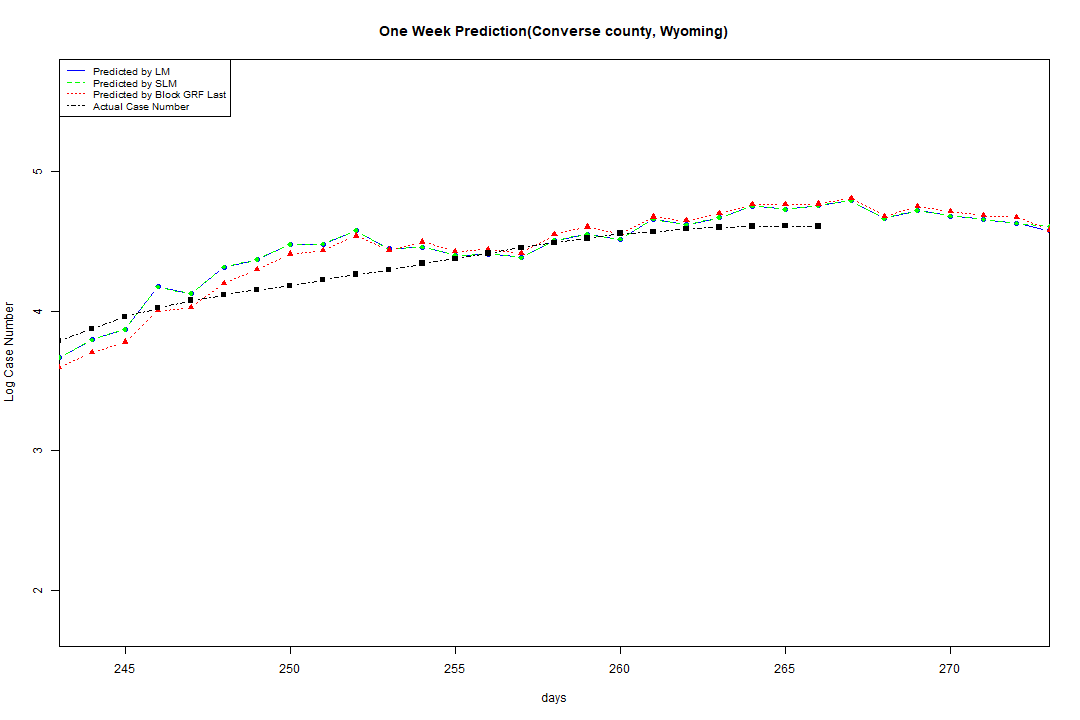 One Week Prediction(Converse county, Wyoming)
Predicted by LM
Predicted by SLM
Predicted by Block GRF Last
Actual Case Number
5
4
3
2
Log Case Number
245 250 255 260 265 270
days